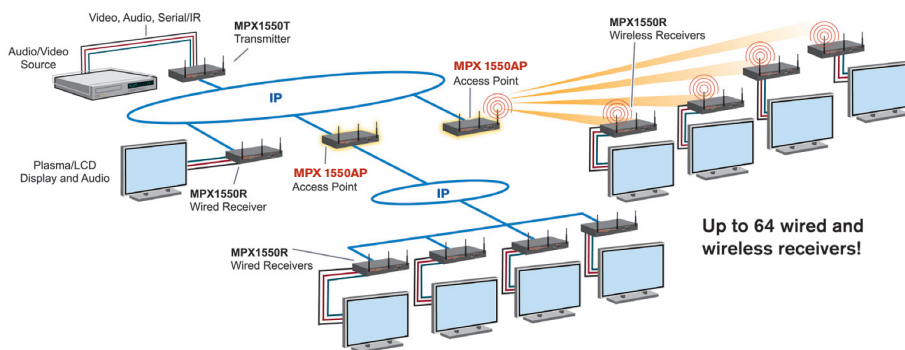 Video, Audio, Serial/IR
MPX1550T
Transmitter
Audio/Video
Source
IP
MPX 1550AP
Access Point
MPX1550R
Wireless Receivers
Plasma/LCD
Display and Audio
MPX1550R
Wired Receiver
MPX 1550AP
Access Point
IP
MPX1550R
Wired Receivers
Up to 64 wired and
wireless receivers!